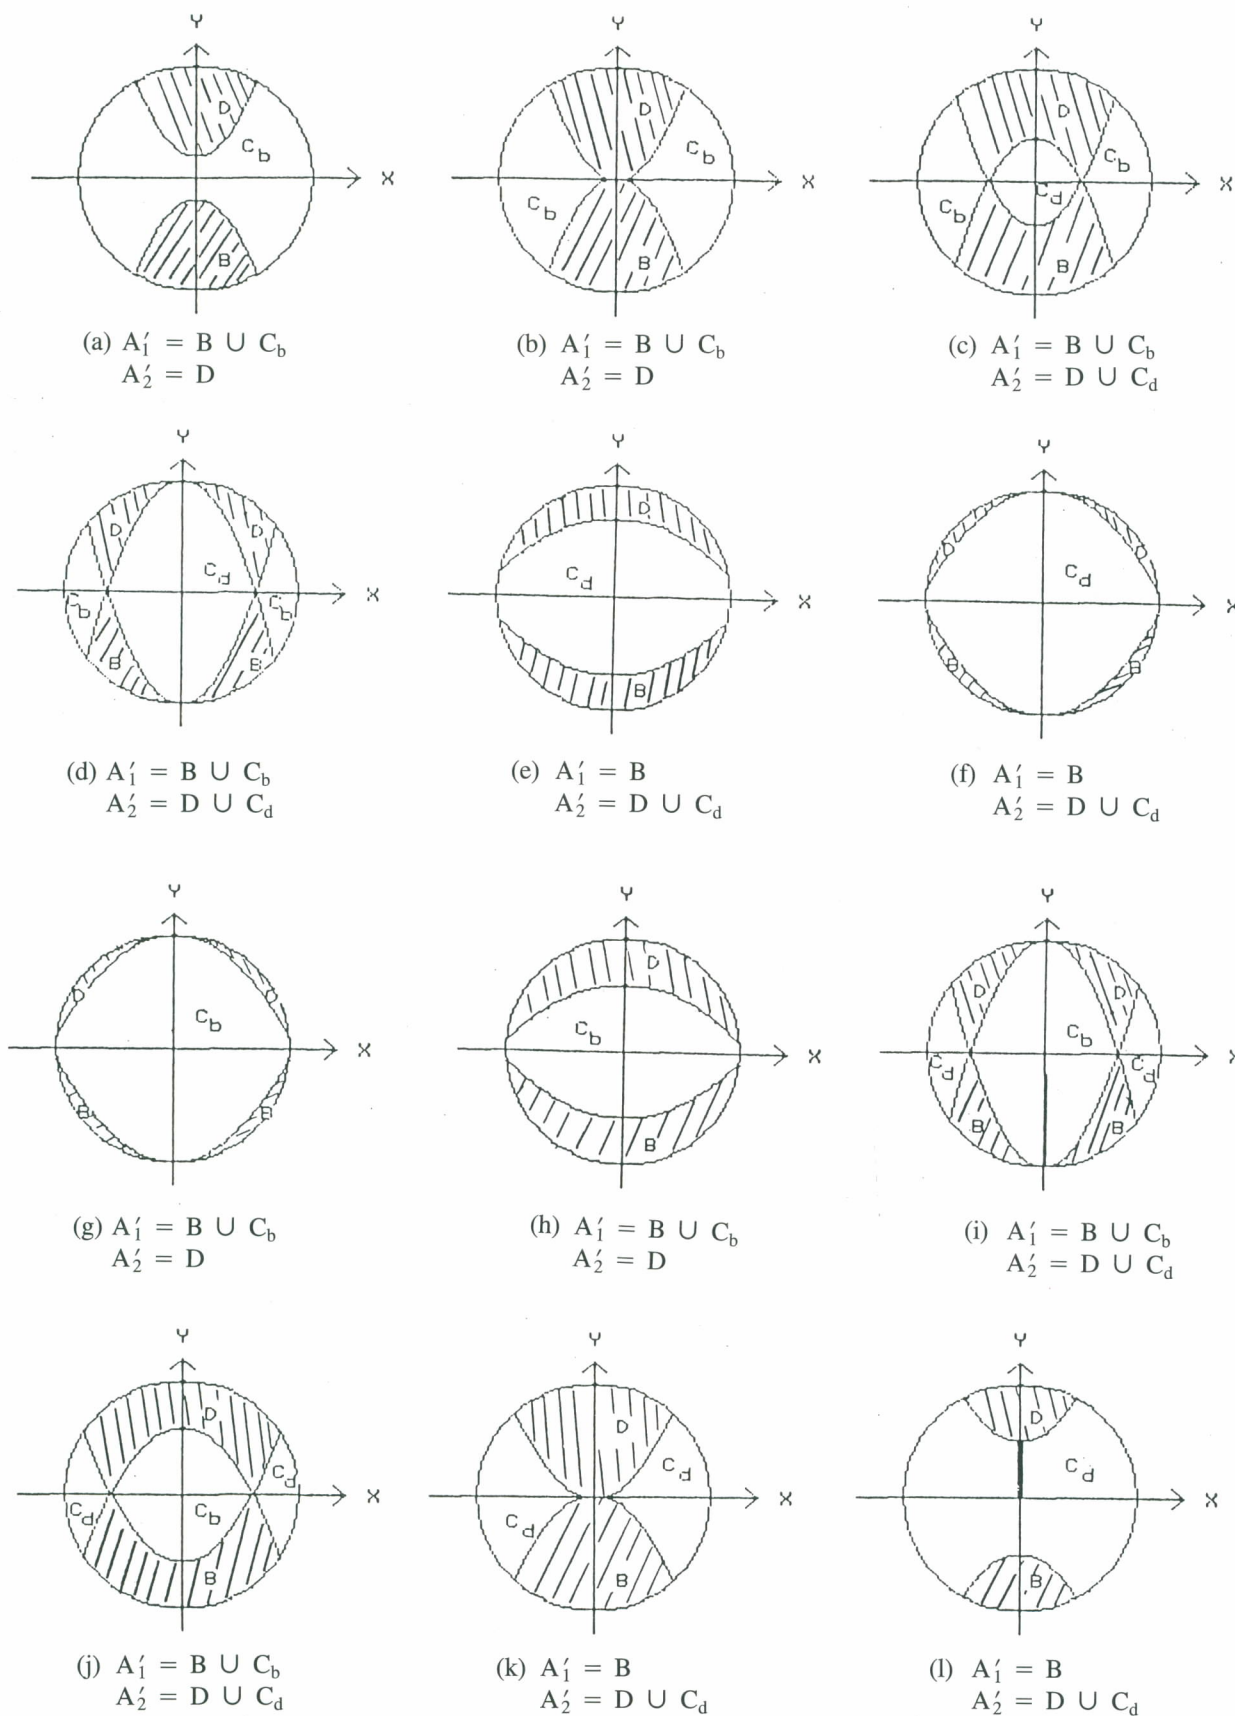 Y
D
C_b
X
B
(a) A′₁ = B ∪ C_b
A′₂ = D
Y
D
C_b
X
C_b
B
(b) A′₁ = B ∪ C_b
A′₂ = D
Y
D
C_b
C_d
X
C_b
B
(c) A′₁ = B ∪ C_b
A′₂ = D ∪ C_d
Y
D D
C_d
X
C_b C_b
B B
(d) A′₁ = B ∪ C_b
A′₂ = D ∪ C_d
Y
D
C_d
X
B
(e) A′₁ = B
A′₂ = D ∪ C_d
Y
D D
C_d
X
B B
(f) A′₁ = B
A′₂ = D ∪ C_d
Y
D D
C_b
X
B B
(g) A′₁ = B ∪ C_b
A′₂ = D
Y
D
C_b
X
B
(h) A′₁ = B ∪ C_b
A′₂ = D
Y
D D
C_b
X
C_d C_d
B B
(i) A′₁ = B ∪ C_b
A′₂ = D ∪ C_d
Y
D
C_d
X
C_d C_b
B
(j) A′₁ = B ∪ C_b
A′₂ = D ∪ C_d
Y
D
C_d
X
C_d
B
(k) A′₁ = B
A′₂ = D ∪ C_d
Y
D
C_d
X
B
(l) A′₁ = B
A′₂ = D ∪ C_d